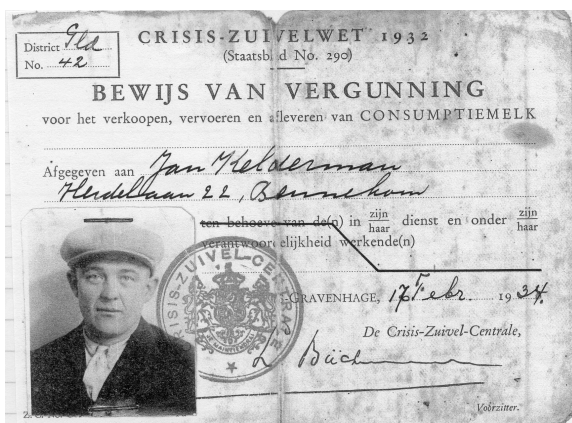 District Gld
No. 42
CRISIS-ZUIVELWET 1932
(Staatsblad No. 290)
BEWIJS VAN VERGUNNING
voor het verkoopen, vervoeren en afleveren van CONSUMPTIEMELK
Afgegeven aan Jan Kelderman
22, Bennekom
ten behoeve van de(n) in zijn haar dienst en onder zijn haar
verantwoordelijkheid werkende(n)
CRISIS-ZUIVEL-CENTRALE
-GRAVENHAGE, 17 Febr. 1934.
De Crisis-Zuivel-Centrale,
Voorzitter.